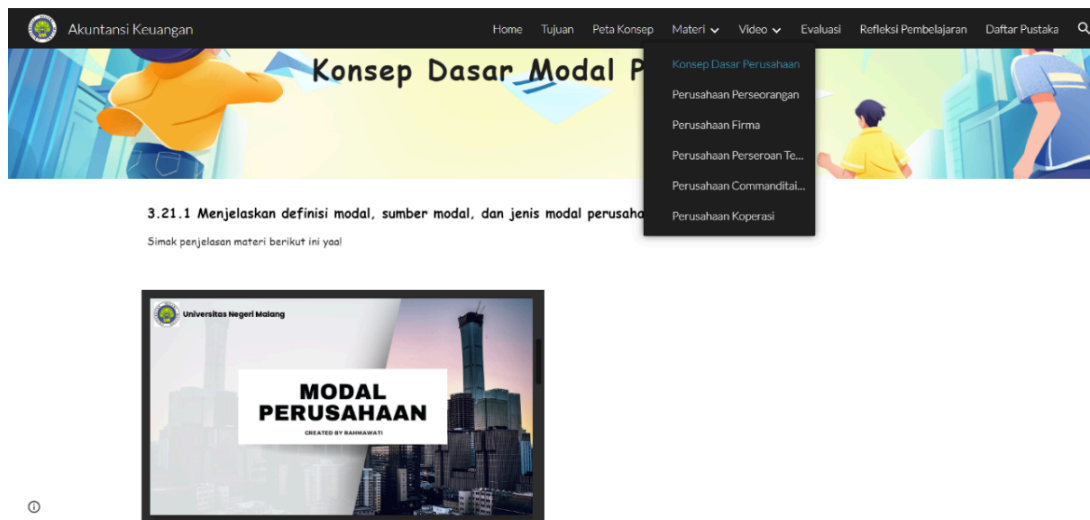 Akuntansi Keuangan
Home Tujuan Peta Konsep Materi Video Evaluasi Refleksi Pembelajaran Daftar Pustaka
Konsep Dasar Modal P
Konsep Dasar Perusahaan
Perusahaan Perseorangan
Perusahaan Firma
Perusahaan Perseroan Te...
Perusahaan Commanditai...
Perusahaan Koperasi
3.21.1 Menjelaskan definisi modal, sumber modal, dan jenis modal perusaha
Simak penjelasan materi berikut ini yaa!
Universitas Negeri Malang
MODAL
PERUSAHAAN
CREATED BY RAHMAWATI